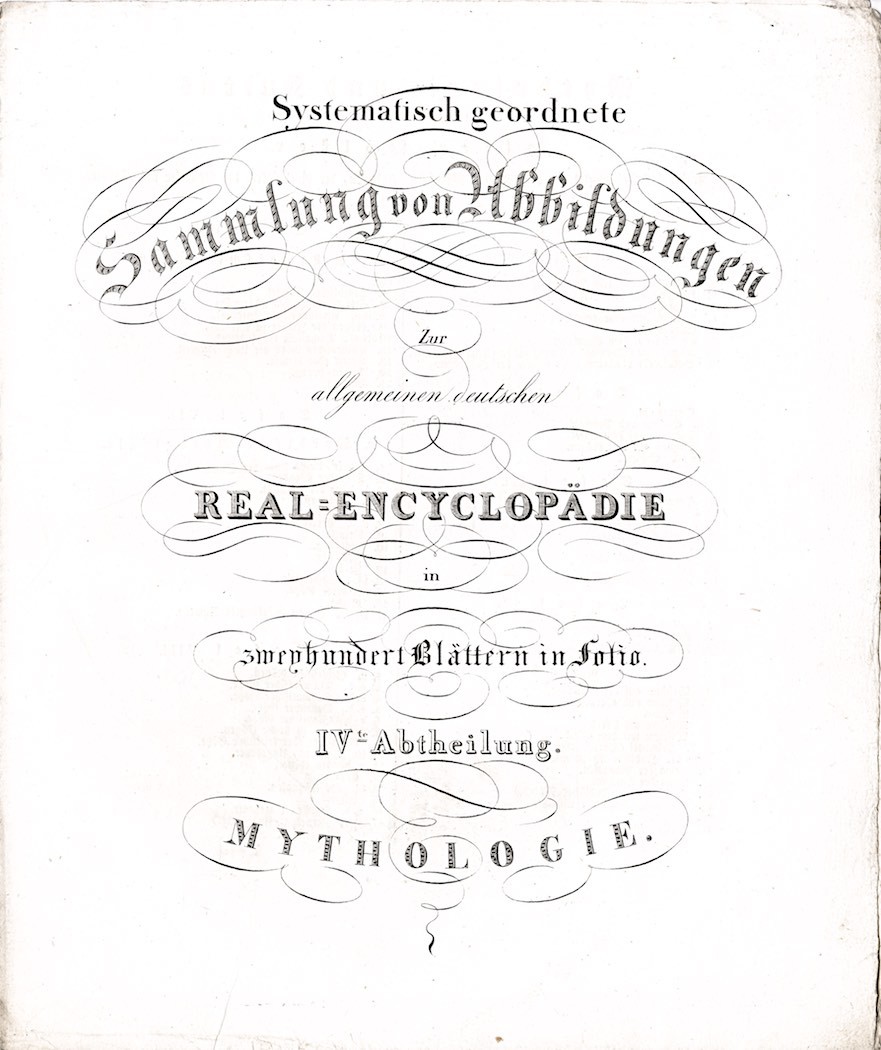 Systematisch geordnete
Sammlung von Abbildungen
Zur
allgemeinen deutschen
REAL=ENCYCLOPÄDIE
in
zweyhundert Blättern in Folio.
IVte Abtheilung.
MYTHOLOGIE.